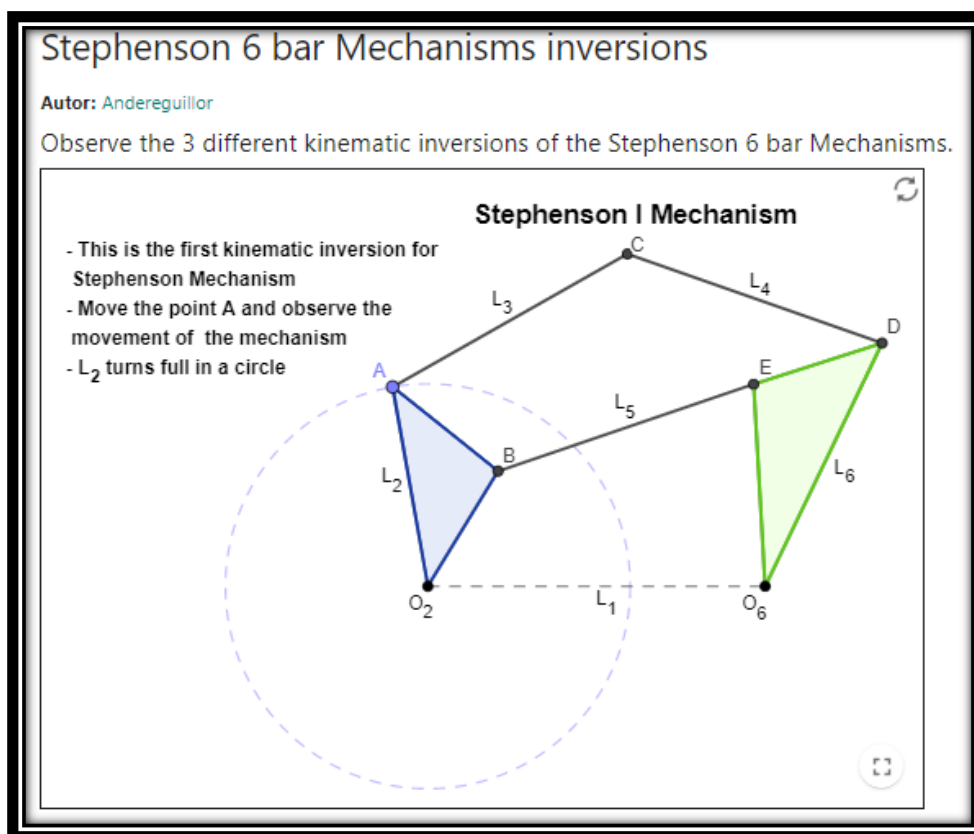 Stephenson 6 bar Mechanisms inversions
Autor: Andereguillor
Observe the 3 different kinematic inversions of the Stephenson 6 bar Mechanisms.
Stephenson I Mechanism
- This is the first kinematic inversion for
Stephenson Mechanism
- Move the point A and observe the
movement of the mechanism
- L2 turns full in a circle
C
L4
L3
D
A
E
L5
B
L2
L6
O2
L1
O6